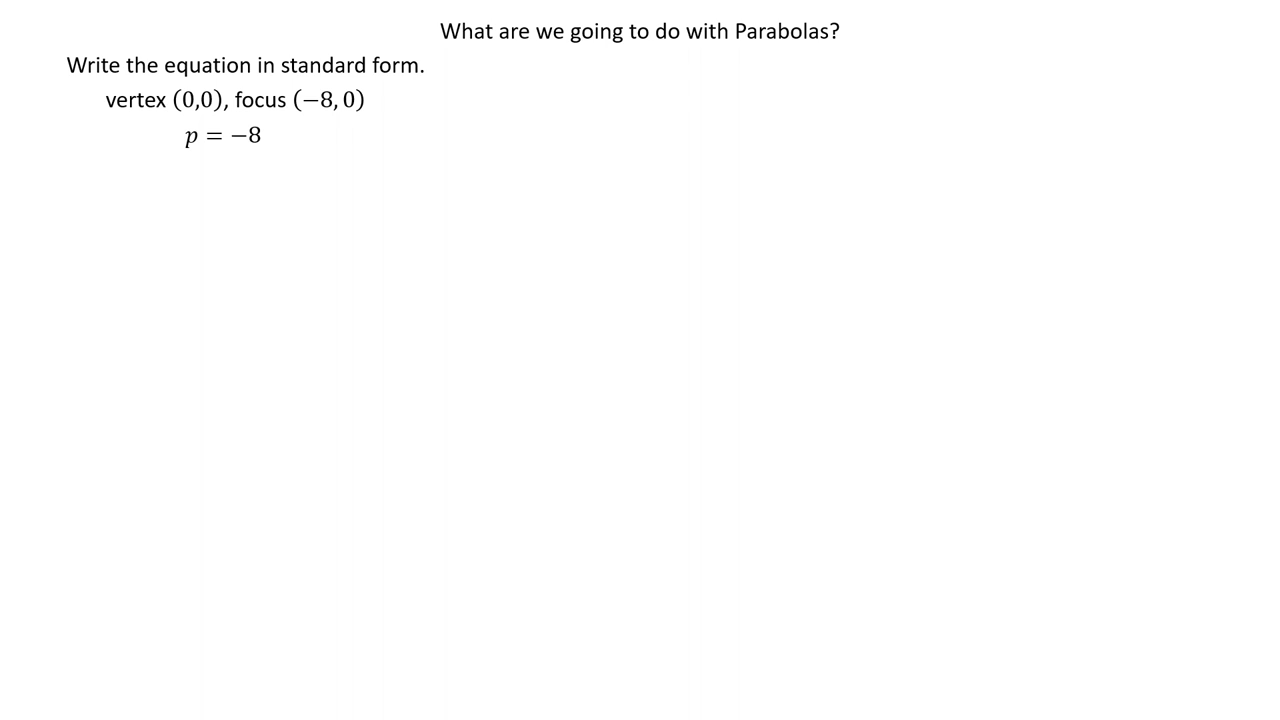 What are we going to do with Parabolas?
Write the equation in standard form.
vertex (0,0), focus (−8, 0)
p = −8